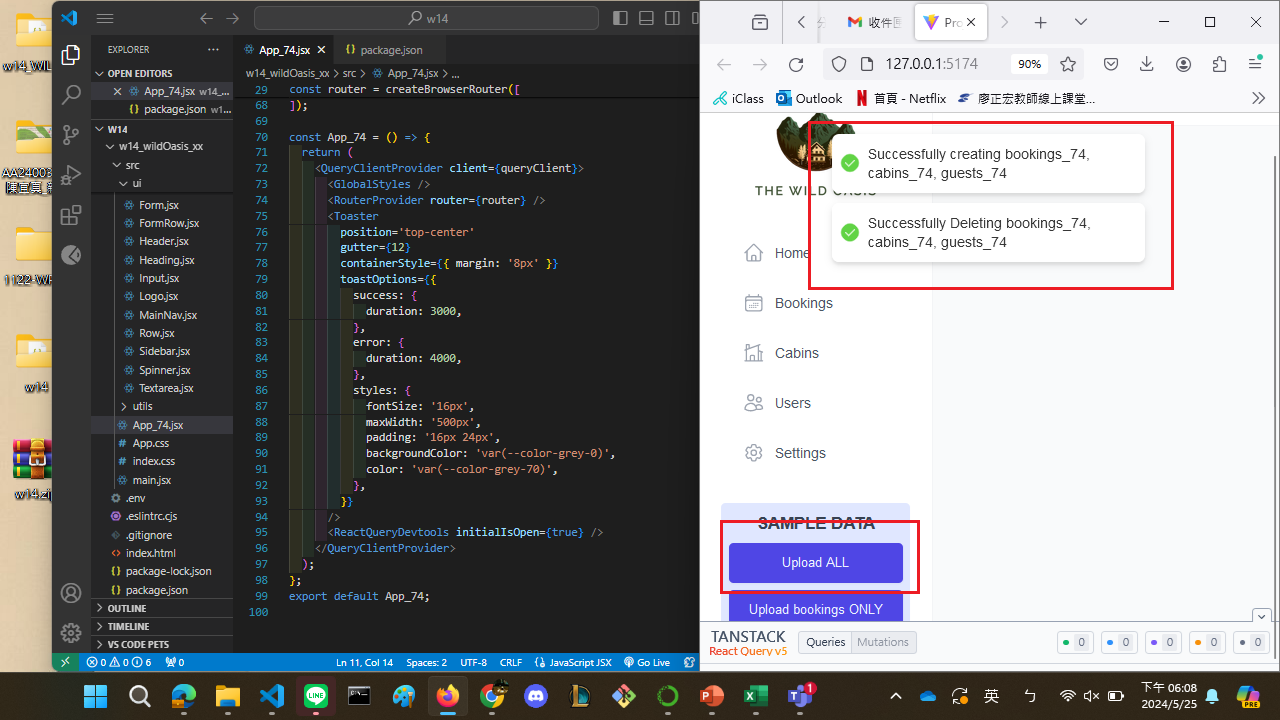 w14
EXPLORER
OPEN EDITORS
App_74.jsx w14_...
package.json w1...
W14
w14_wildOasis_xx
src
ui
Form.jsx
FormRow.jsx
Header.jsx
Heading.jsx
Input.jsx
Logo.jsx
MainNav.jsx
Row.jsx
Sidebar.jsx
Spinner.jsx
Textarea.jsx
utils
App_74.jsx
App.css
index.css
main.jsx
.env
.eslintrc.cjs
.gitignore
index.html
package-lock.json
package.json
OUTLINE
TIMELINE
VS CODE PETS
App_74.jsx
package.json
w14_wildOasis_xx > src > App_74.jsx > ...
29 const router = createBrowserRouter([
68 ]);
69
70 const App_74 = () => {
71 return (
72 <QueryClientProvider client={queryClient}>
73 <GlobalStyles />
74 <RouterProvider router={router} />
75 <Toaster
76 position='top-center'
77 gutter={12}
78 containerStyle={{ margin: '8px' }}
79 toastOptions={{
80 success: {
81 duration: 3000,
82 },
83 error: {
84 duration: 4000,
85 },
86 styles: {
87 fontSize: '16px',
88 maxWidth: '500px',
89 padding: '16px 24px',
90 backgroundColor: 'var(--color-grey-0)',
91 color: 'var(--color-grey-70)',
92 },
93 }}
94 />
95 <ReactQueryDevtools initialIsOpen={true} />
96 </QueryClientProvider>
97 );
98 };
99 export default App_74;
100
0 0 6 0
Ln 11, Col 14 Spaces: 2 UTF-8 CRLF {} JavaScript JSX Go Live
收件
Pro
127.0.0.1:5174 90%
iClass Outlook 首頁 - Netflix 廖正宏教師線上課堂...
THE WILD OASIS
Successfully creating bookings_74,
cabins_74, guests_74
Successfully Deleting bookings_74,
cabins_74, guests_74
Home
Bookings
Cabins
Users
Settings
SAMPLE DATA
Upload ALL
Upload bookings ONLY
TANSTACK
React Query v5
Queries Mutations
0 0 0 0 0
w14
w14.zip
英
ㄅ
1
PRE
下午 06:08
2024/5/25